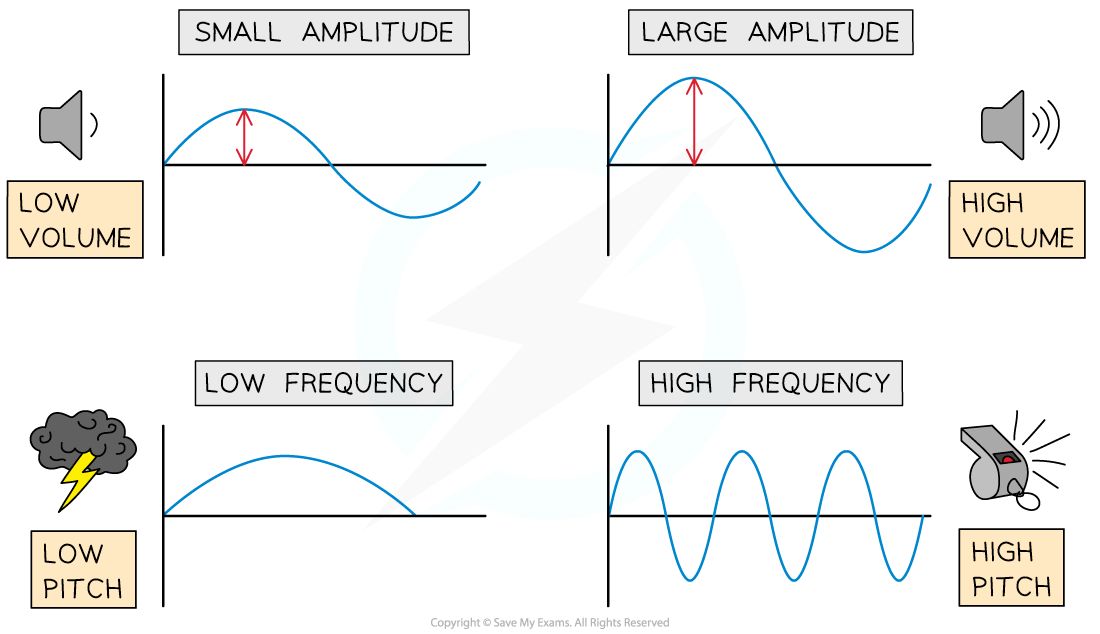 SMALL AMPLITUDE
LARGE AMPLITUDE
LOW
VOLUME
HIGH
VOLUME
LOW FREQUENCY
HIGH FREQUENCY
LOW
PITCH
HIGH
PITCH
Copyright © Save My Exams. All Rights Reserved